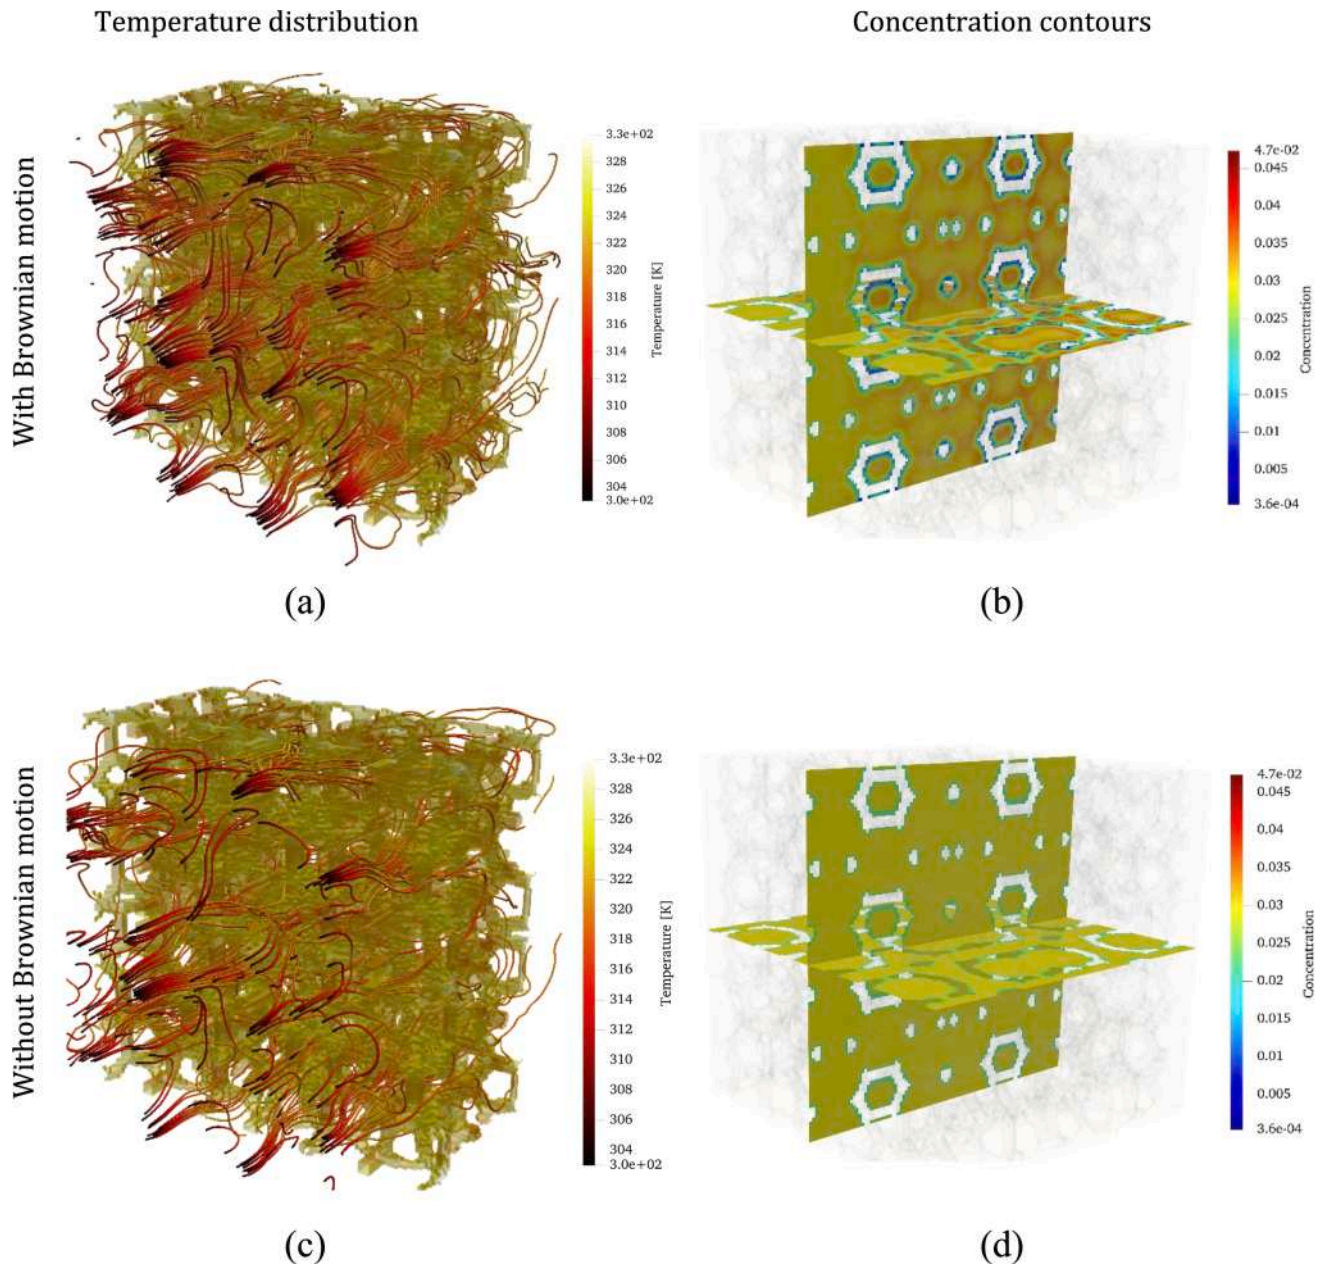 Temperature distribution
Concentration contours
With Brownian motion
3.3e+02
328
326
324
322
320
318
316
314
312
310
308
306
304
3.0e+02
Temperature [K]
4.7e-02
0.045
0.04
0.035
0.03
0.025
0.02
0.015
0.01
0.005
3.6e-04
Concentration
(a)
(b)
Without Brownian motion
3.3e+02
328
326
324
322
320
318
316
314
312
310
308
306
304
3.0e+02
Temperature [K]
4.7e-02
0.045
0.04
0.035
0.03
0.025
0.02
0.015
0.01
0.005
3.6e-04
Concentration
(c)
(d)